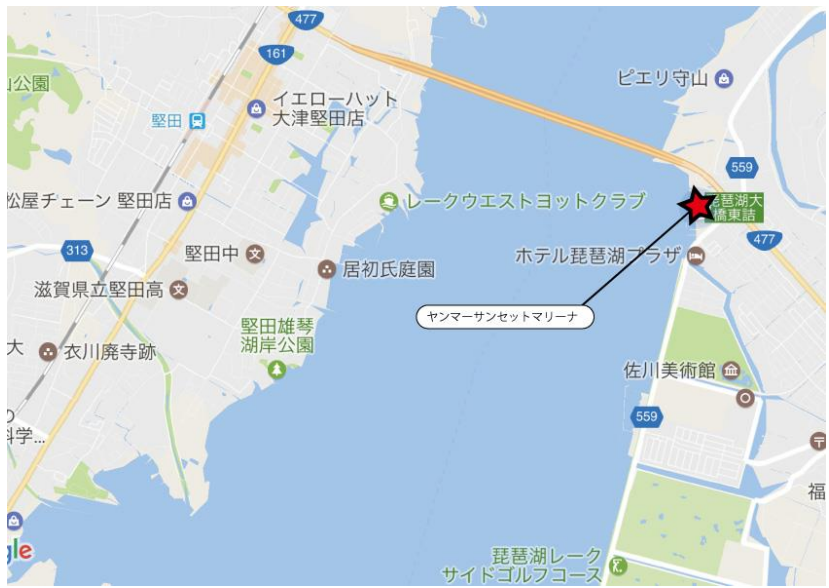 477
161
山公園
イエローハット
大津堅田店
堅田
ピエリ守山
559
松屋チェーン 堅田店
レークウエストヨットクラブ
琵琶湖大
橋東詰
477
313
堅田中
居初氏庭園
ホテル琵琶湖プラザ
滋賀県立堅田高
文
文
ヤンマーサンセットマリーナ
堅田雄琴
湖岸公園
大
衣川廃寺跡
佐川美術館
559
の
科学...
〒
福
gle
琵琶湖レーク
サイドゴルフコース